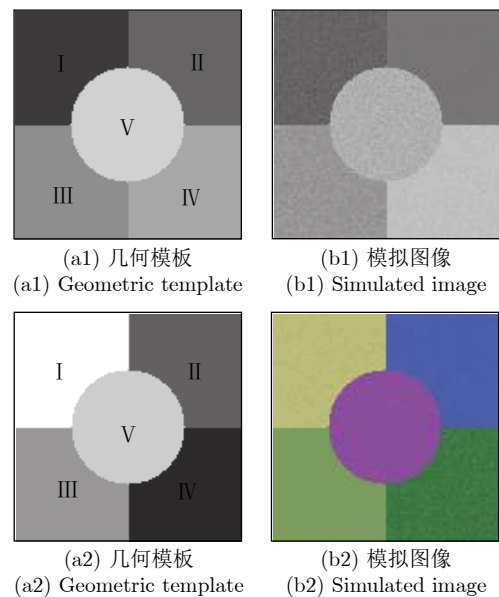 I
II
V
III
IV
(a1) 几何模板
(a1) Geometric template
(b1) 模拟图像
(b1) Simulated image
I
II
V
III
IV
(a2) 几何模板
(a2) Geometric template
(b2) 模拟图像
(b2) Simulated image